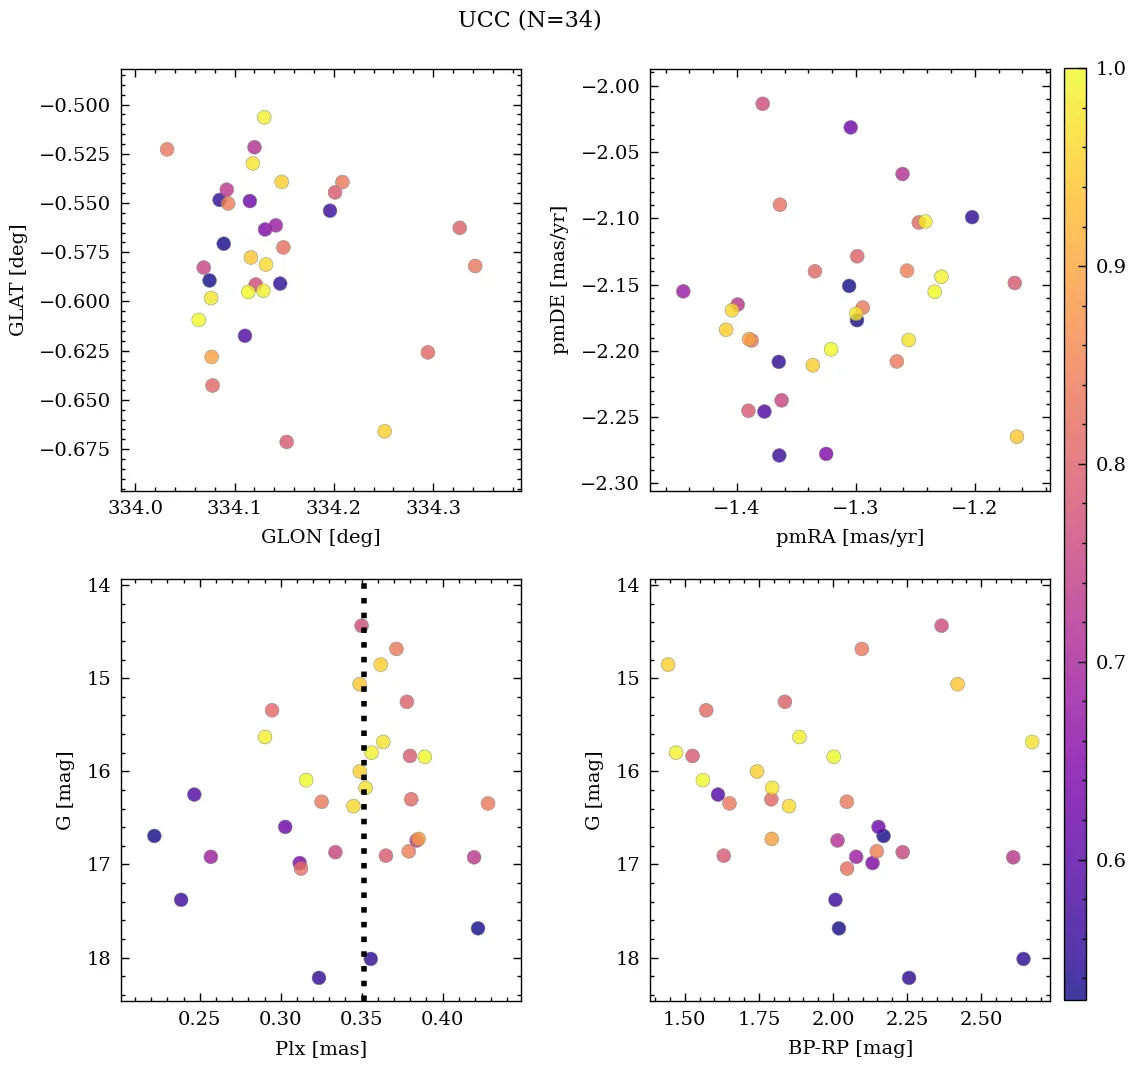 UCC (N=34)
−0.500
−0.525
−0.550
−0.575
−0.600
−0.625
−0.650
−0.675
GLAT [deg]
334.0 334.1 334.2 334.3
GLON [deg]
−2.00
−2.05
−2.10
−2.15
−2.20
−2.25
−2.30
pmDE [mas/yr]
−1.4 −1.3 −1.2
pmRA [mas/yr]
1.0
0.9
0.8
0.7
0.6
14
15
16
17
18
G [mag]
0.25 0.30 0.35 0.40
Plx [mas]
14
15
16
17
18
G [mag]
1.50 1.75 2.00 2.25 2.50
BP-RP [mag]